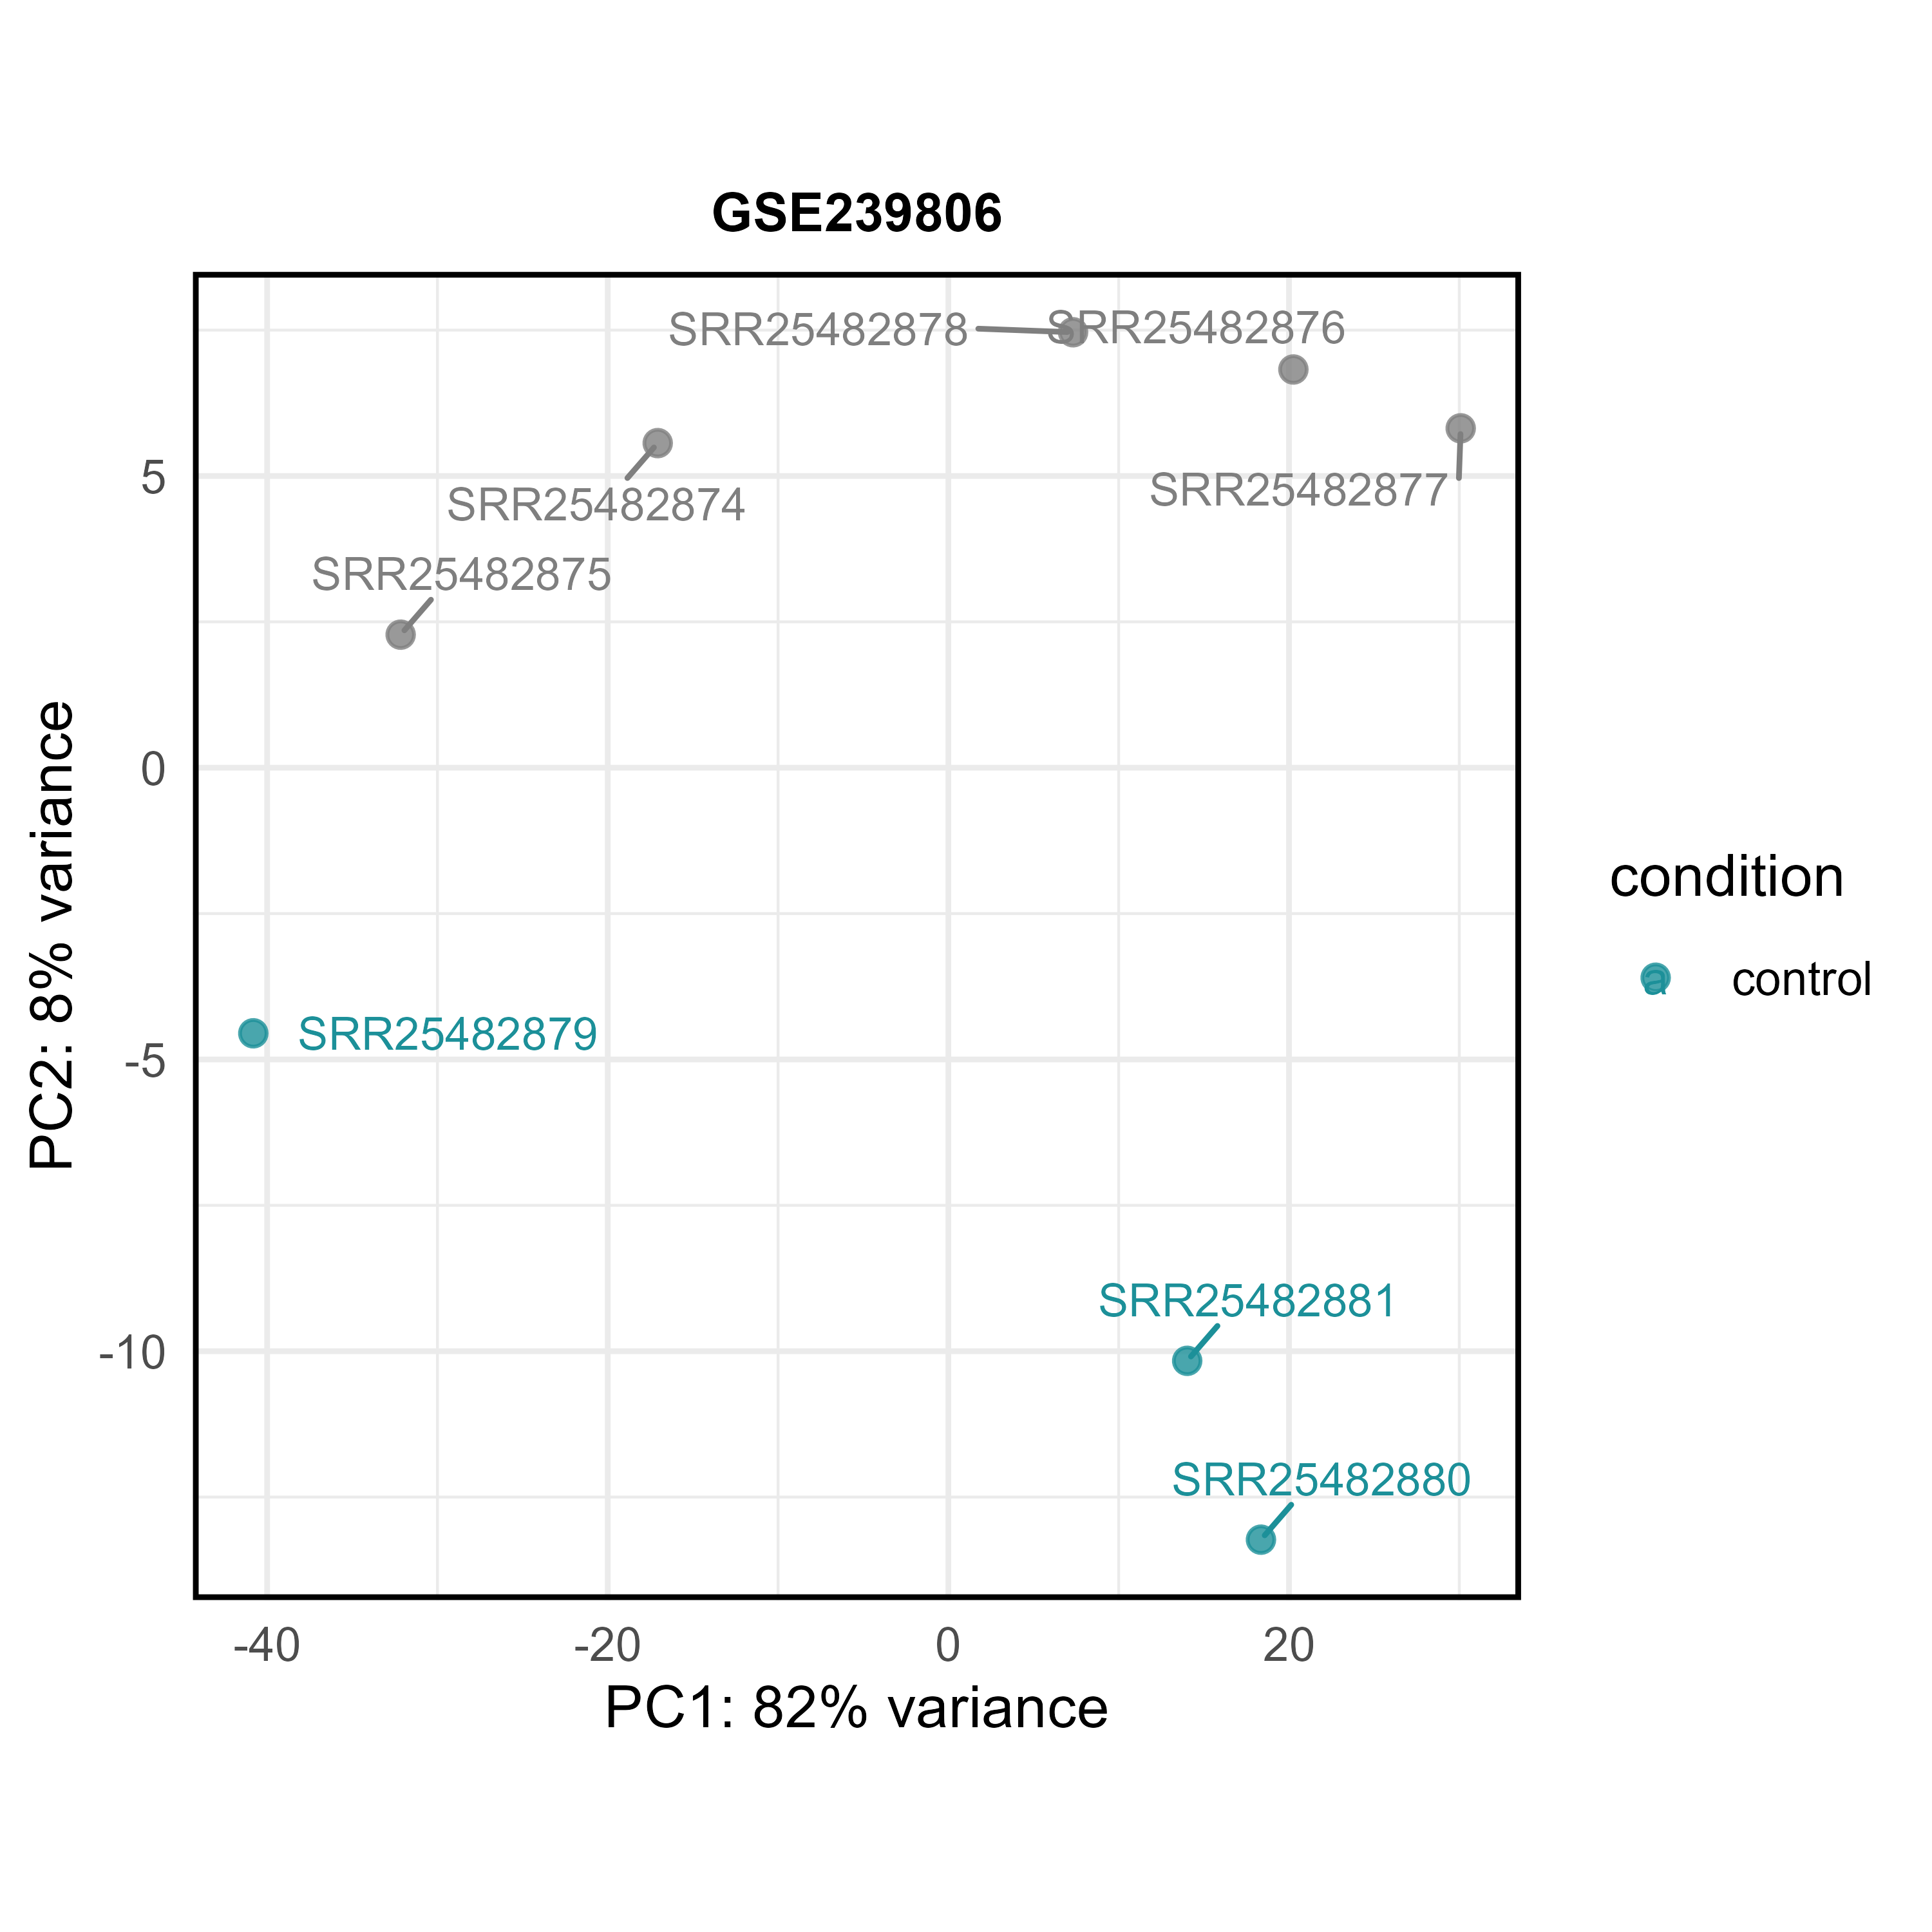 GSE239806
SRR25482878
SRR25482876
SRR25482877
SRR25482874
SRR25482875
SRR25482879
SRR25482881
SRR25482880
5
0
-5
-10
-40
-20
0
20
PC1: 82% variance
PC2: 8% variance
condition
a
control